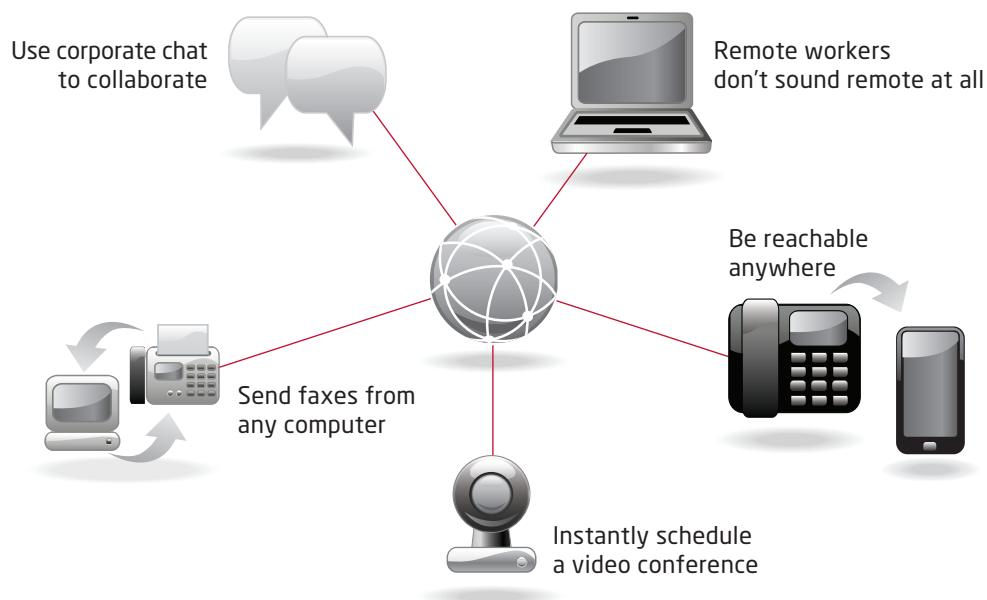 Use corporate chat
to collaborate
Remote workers
don't sound remote at all
Be reachable
anywhere
Send faxes from
any computer
Instantly schedule
a video conference